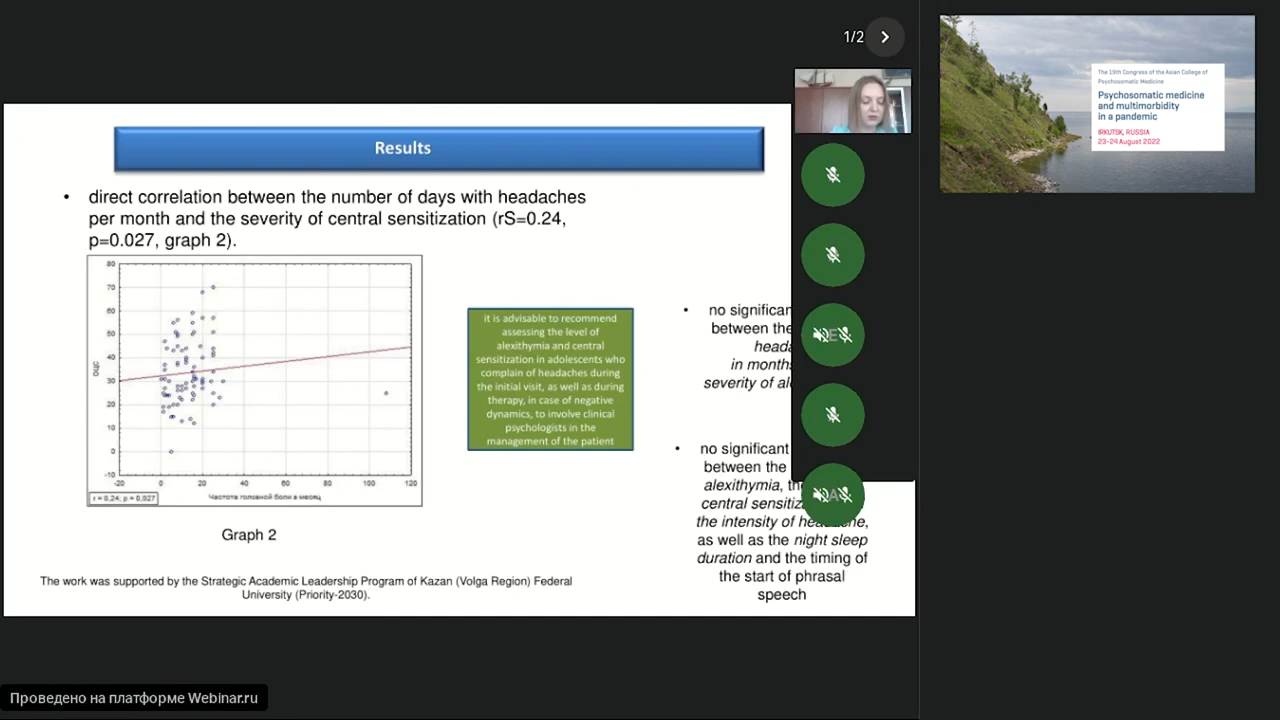 1/2
Results
• direct correlation between the number of days with headaches
per month and the severity of central sensitization (rS=0.24,
p=0.027, graph 2).
80
70
60
50
40
30
20
10
0
-10
ОЦС
-20 0 20 40 60 80 100 120
r = 0,24; p = 0,027
Частота головной боли в месяц
Graph 2
it is advisable to recommend
assessing the level of
alexithymia and central
sensitization in adolescents who
complain of headaches during
the initial visit, as well as during
therapy, in case of negative
dynamics, to involve clinical
psychologists in the
management of the patient
• no significan
between the
heada
in month
severity of al
• no significant
between the
alexithymia, th
central sensitiz
the intensity of headache,
as well as the night sleep
duration and the timing of
the start of phrasal
speech
The work was supported by the Strategic Academic Leadership Program of Kazan (Volga Region) Federal
University (Priority-2030).
E
A
The 19th Congress of the Asian College of
Psychosomatic Medicine
Psychosomatic medicine
and multimorbidity
in a pandemic
IRKUTSK, RUSSIA
23-24 August 2022
Проведено на платформе Webinar.ru